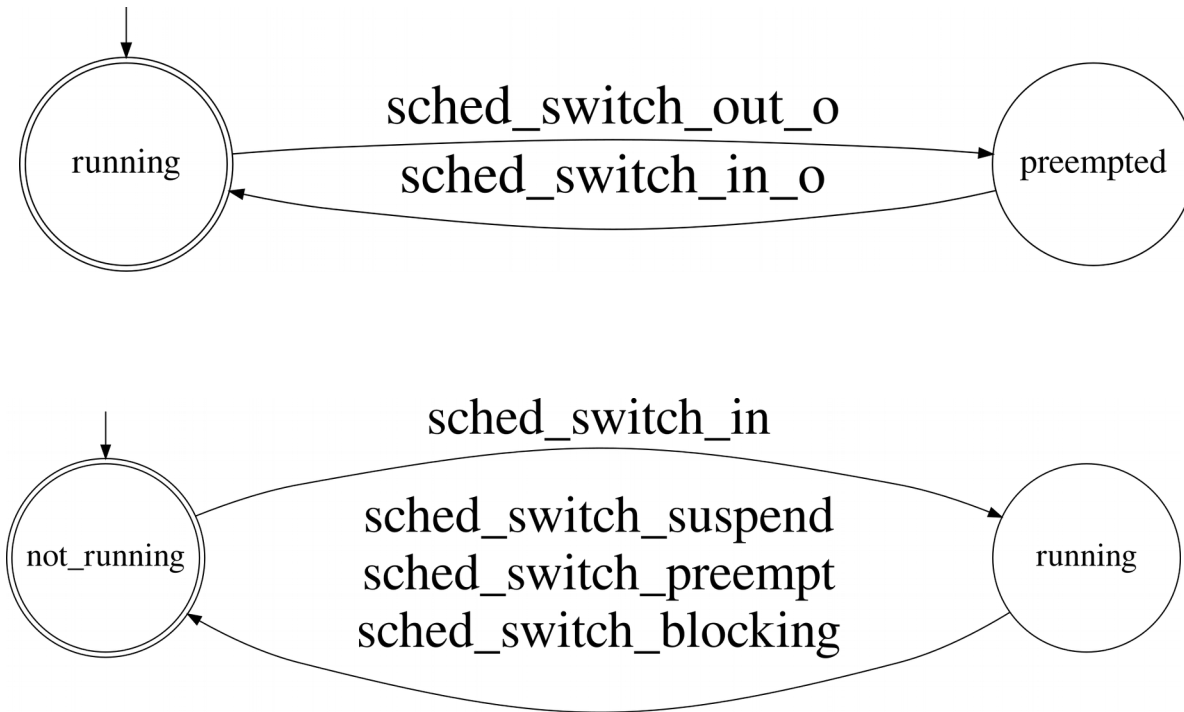 sched_switch_out_o
running
sched_switch_in_o
preempted
sched_switch_in
sched_switch_suspend
not_running
sched_switch_preempt
running
sched_switch_blocking